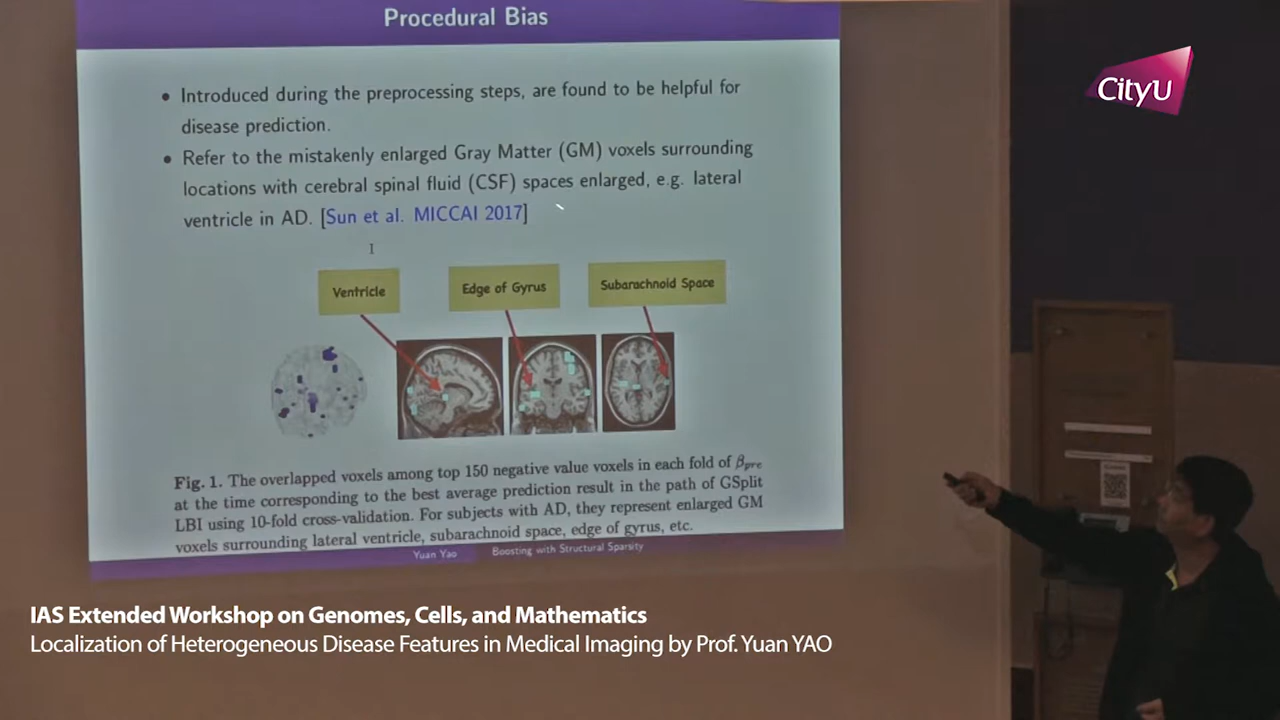 Procedural Bias
• Introduced during the preprocessing steps, are found to be helpful for
disease prediction.
• Refer to the mistakenly enlarged Gray Matter (GM) voxels surrounding
locations with cerebral spinal fluid (CSF) spaces enlarged, e.g. lateral
ventricle in AD. [Sun et al. MICCAI 2017]
Ventricle
Edge of Gyrus
Subarachnoid Space
Fig. 1. The overlapped voxels among top 150 negative value voxels in each fold of βpre
at the time corresponding to the best average prediction result in the path of GSplit
LBI using 10-fold cross-validation. For subjects with AD, they represent enlarged GM
voxels surrounding lateral ventricle, subarachnoid space, edge of gyrus, etc.
Yuan Yao Boosting with Structural Sparsity
CityU
IAS Extended Workshop on Genomes, Cells, and Mathematics
Localization of Heterogeneous Disease Features in Medical Imaging by Prof. Yuan YAO